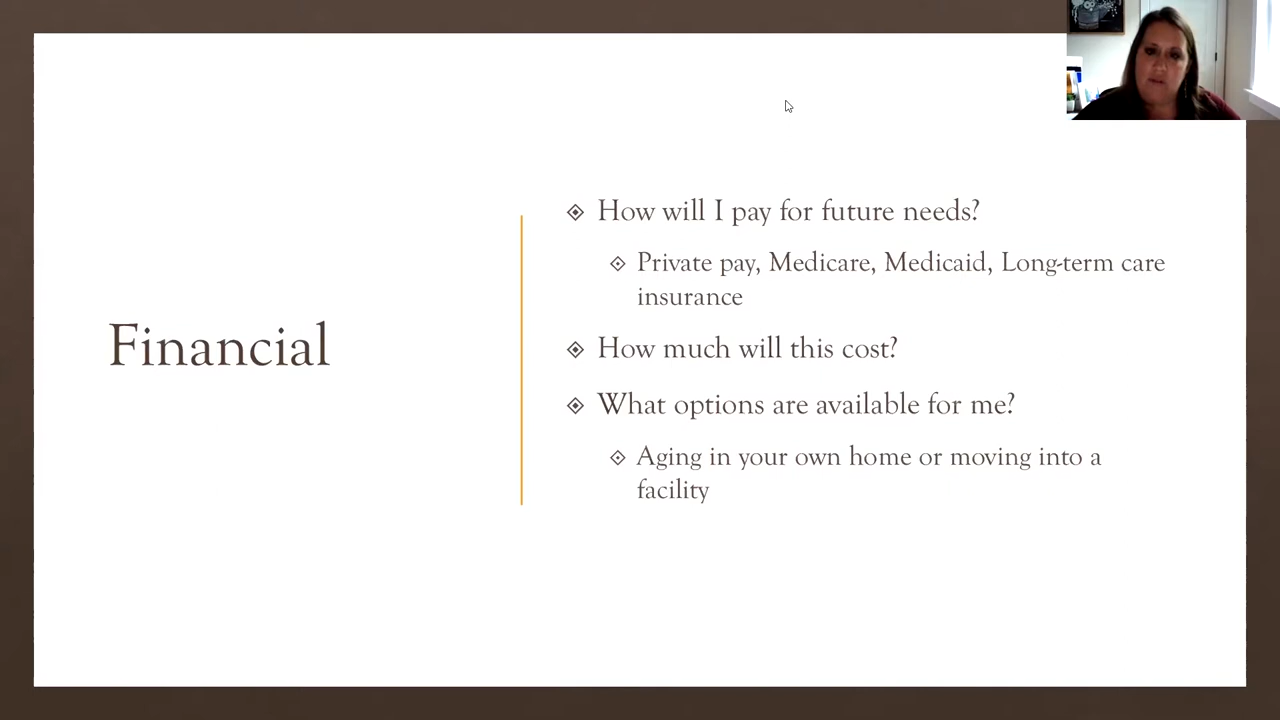 Financial
How will I pay for future needs?
Private pay, Medicare, Medicaid, Long-term care
insurance
How much will this cost?
What options are available for me?
Aging in your own home or moving into a
facility